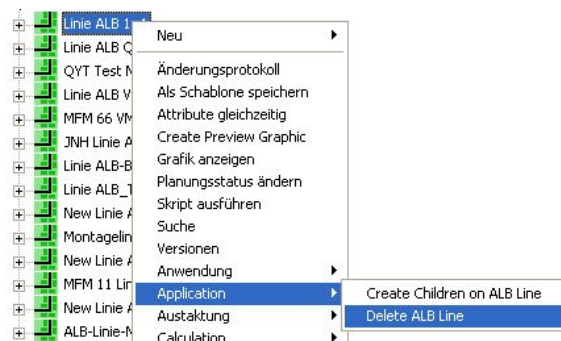 Linie ALB 1
Linie ALB Q
QYT Test N
Linie ALB V
MFM 66 VM
JNH Linie A
Linie ALB-B
Linie ALB_T
New Linie A
Montagelin
New Linie A
MFM 11 Lin
New Linie A
ALB-Linie-N
Neu
Änderungsprotokoll
Als Schablone speichern
Attribute gleichzeitig
Create Preview Graphic
Grafik anzeigen
Planungsstatus ändern
Skript ausführen
Suche
Versionen
Anwendung
Application
Austaktung
Calculation
Create Children on ALB Line
Delete ALB Line